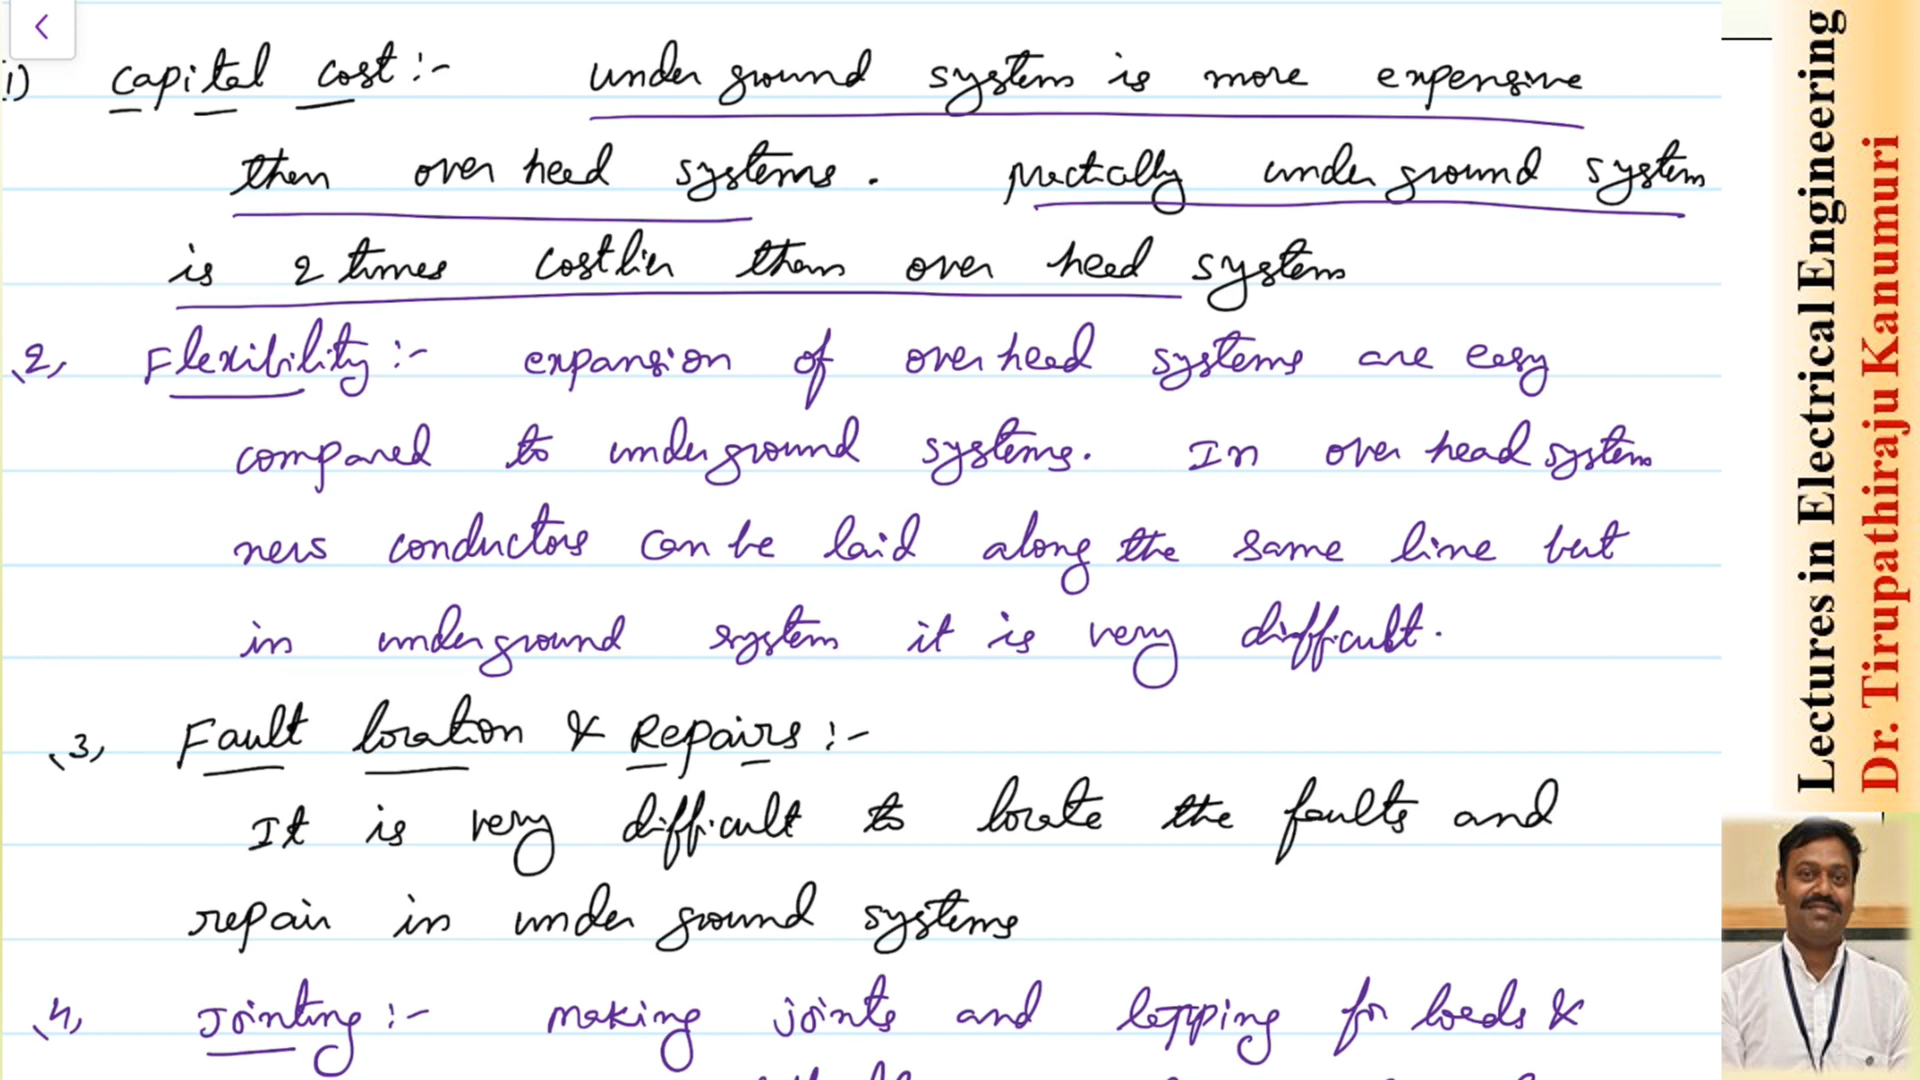 1) Capital cost :- under ground system is more expensive
then over head systems. practically under ground system
is 2 times costlier than over head system
2, Flexibility :- expansion of over head systems are easy
compared to underground systems. In over head system
news conductors can be laid along the same line but
in underground system it is very difficult.
3, Fault location & Repairs :-
It is very difficult to locate the faults and
repair in under ground systems
4, Jointing :- making joints and tapping for loads &
Lectures in Electrical Engineering
Dr. Tirupathiraju Kanumuri